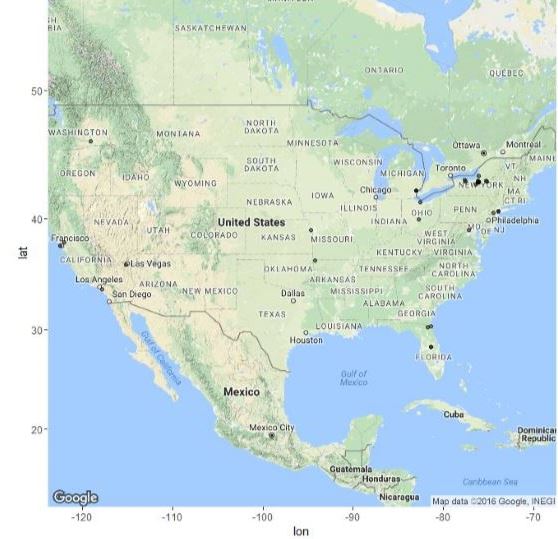 BIA
SASKATCHEWAN
ONTARIO
QUEBEC
50
WASHINGTON
MONTANA
NORTH
DAKOTA
MINNESOTA
Ottawa
Montreal
MAINE
OREGON
IDAHO
SOUTH
DAKOTA
WISCONSIN
MICHIGAN
Toronto
VT
NH
WYOMING
Chicago
NEW YORK
MA
CT RI
IOWA
NEBRASKA
ILLINOIS
INDIANA
OHIO
PENN
40
NEVADA
UTAH
COLORADO
United States
KANSAS
MISSOURI
Philadelphia
MD
DE NJ
WEST
VIRGINIA
Francisco
CALIFORNIA
Las Vegas
KENTUCKY
VIRGINIA
lat
Los Angeles
ARIZONA
NEW MEXICO
OKLAHOMA
ARKANSAS
TENNESSEE
NORTH
CAROLINA
San Diego
Dallas
MISSISSIPPI
SOUTH
CAROLINA
ALABAMA
GEORGIA
TEXAS
30
LOUISIANA
Houston
Gulf of
California
FLORIDA
Gulf of
Mexico
Mexico
Cuba
20
Mexico City
Dominican
Republic
Guatemala
Honduras
Caribbean Sea
Nicaragua
Google
Map data ©2016 Google, INEGI
-120
-110
-100
-90
-80
-70
lon